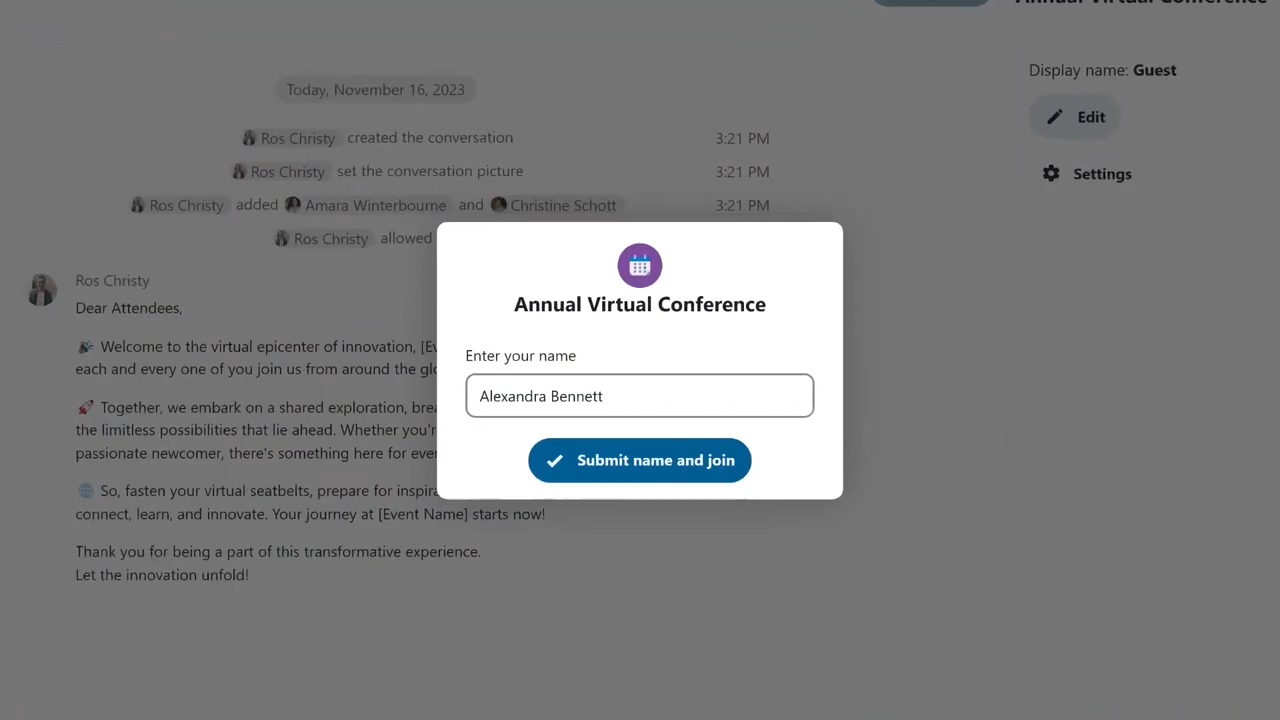 Annual Virtual Conference
Display name: Guest
Edit
Settings
Today, November 16, 2023
Ros Christy created the conversation 3:21 PM
Ros Christy set the conversation picture 3:21 PM
Ros Christy added Amara Winterbourne and Christine Schott 3:21 PM
Ros Christy allowed
Ros Christy
Dear Attendees,
🎉 Welcome to the virtual epicenter of innovation,
each and every one of you join us from around the
🚀 Together, we embark on a shared exploration,
the limitless possibilities that lie ahead. Whether you're
passionate newcomer, there's something here for
🌐 So, fasten your virtual seatbelts, prepare for
connect, learn, and innovate. Your journey at [Event Name] starts now!
Thank you for being a part of this transformative experience.
Let the innovation unfold!
Annual Virtual Conference
Enter your name
Alexandra Bennett
Submit name and join